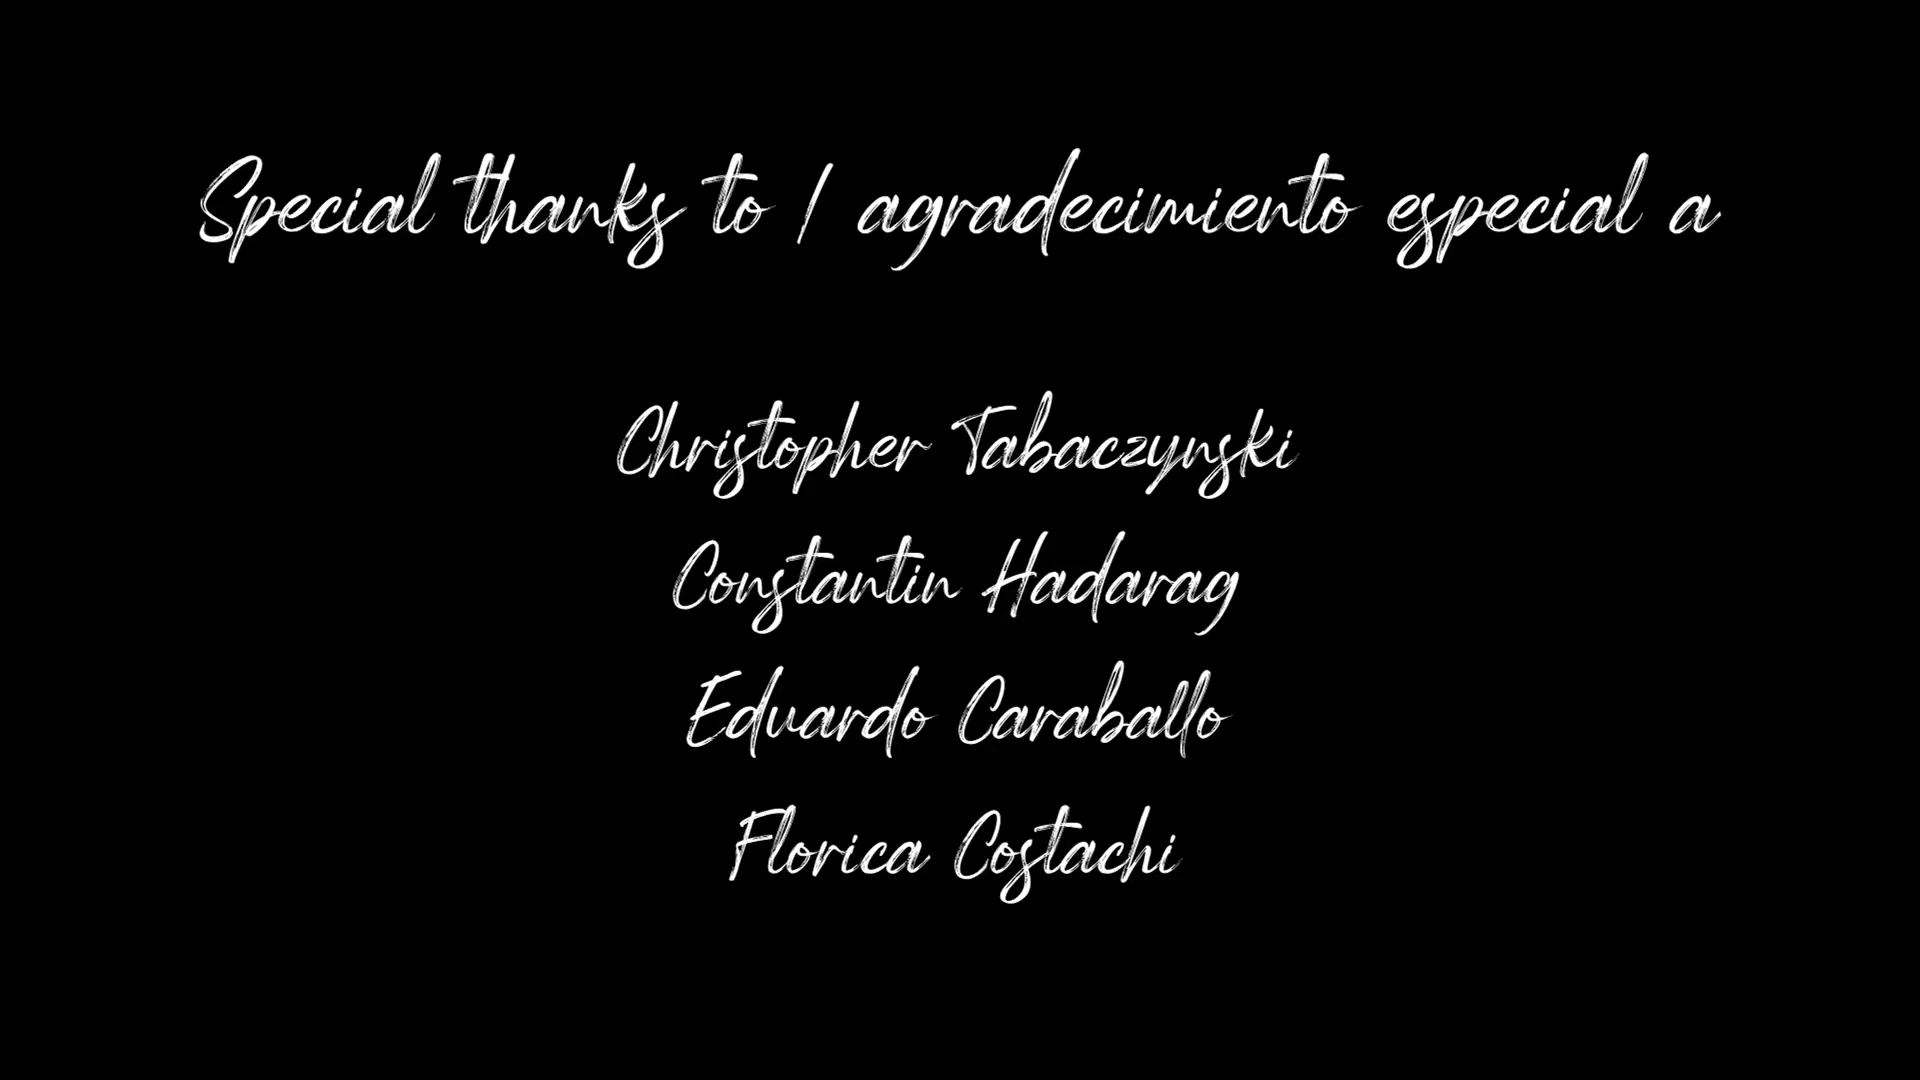 Special thanks to / agradecimiento especial a
Christopher Tabaczynski
Constantin Hadarag
Eduardo Caraballo
Florica Costachi